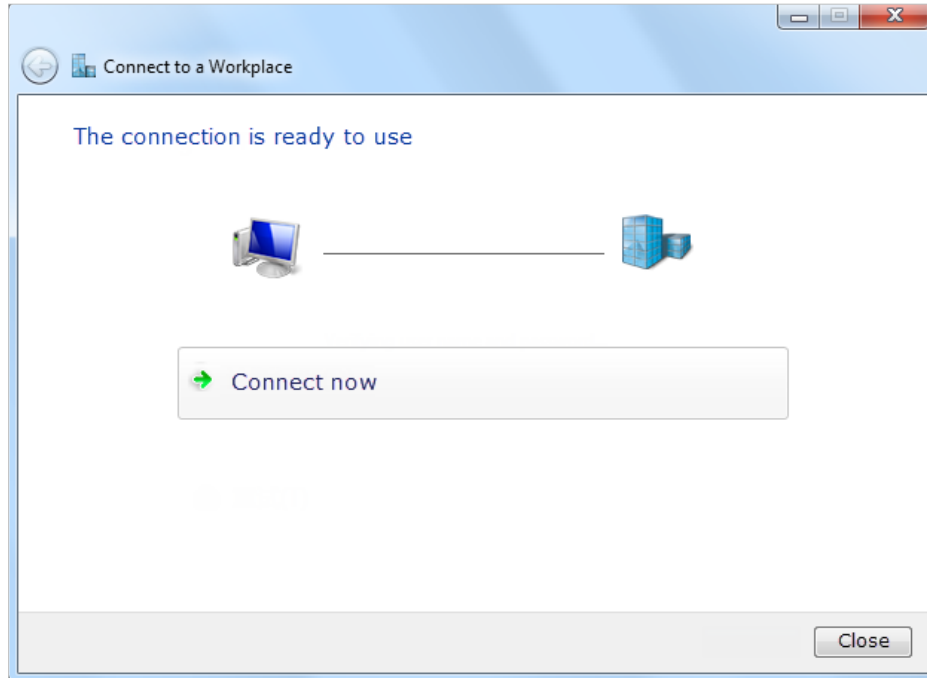 Connect to a Workplace
The connection is ready to use
Connect now
Close